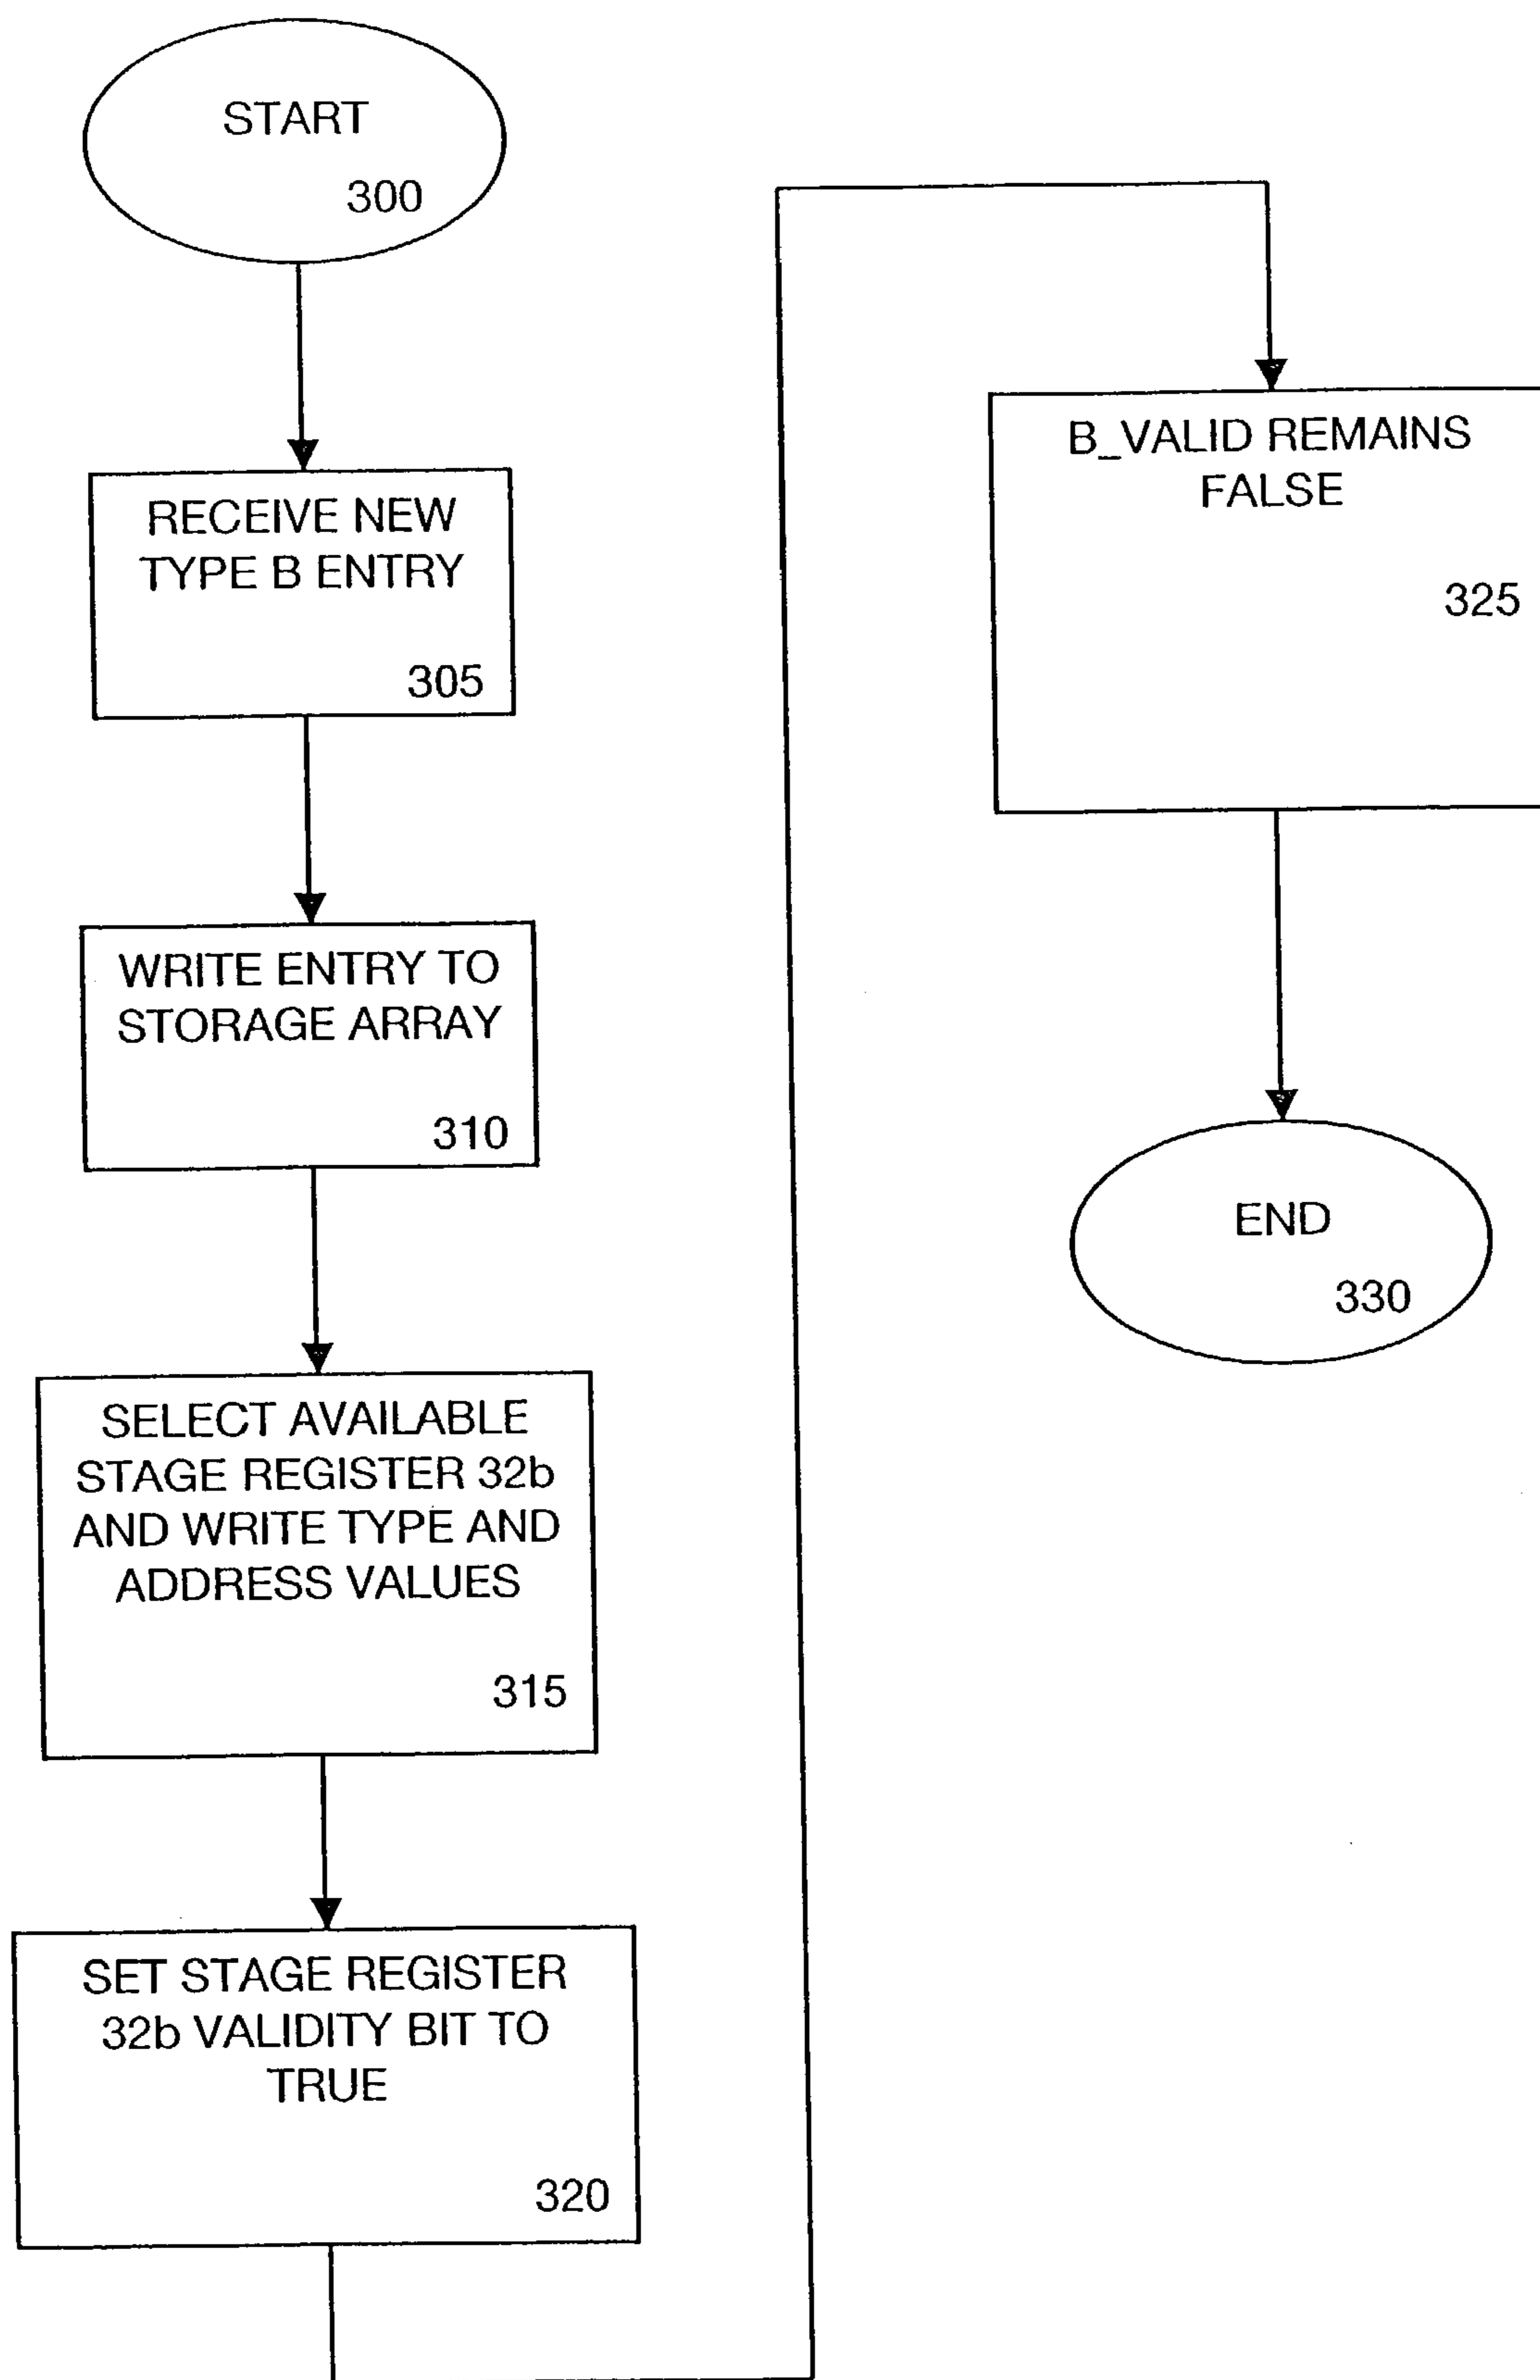 START
300
RECEIVE NEW
TYPE B ENTRY
305
WRITE ENTRY TO
STORAGE ARRAY
310
SELECT AVAILABLE
STAGE REGISTER 32b
AND WRITE TYPE AND
ADDRESS VALUES
315
SET STAGE REGISTER
32b VALIDITY BIT TO
TRUE
320
B_VALID REMAINS
FALSE
325
END
330